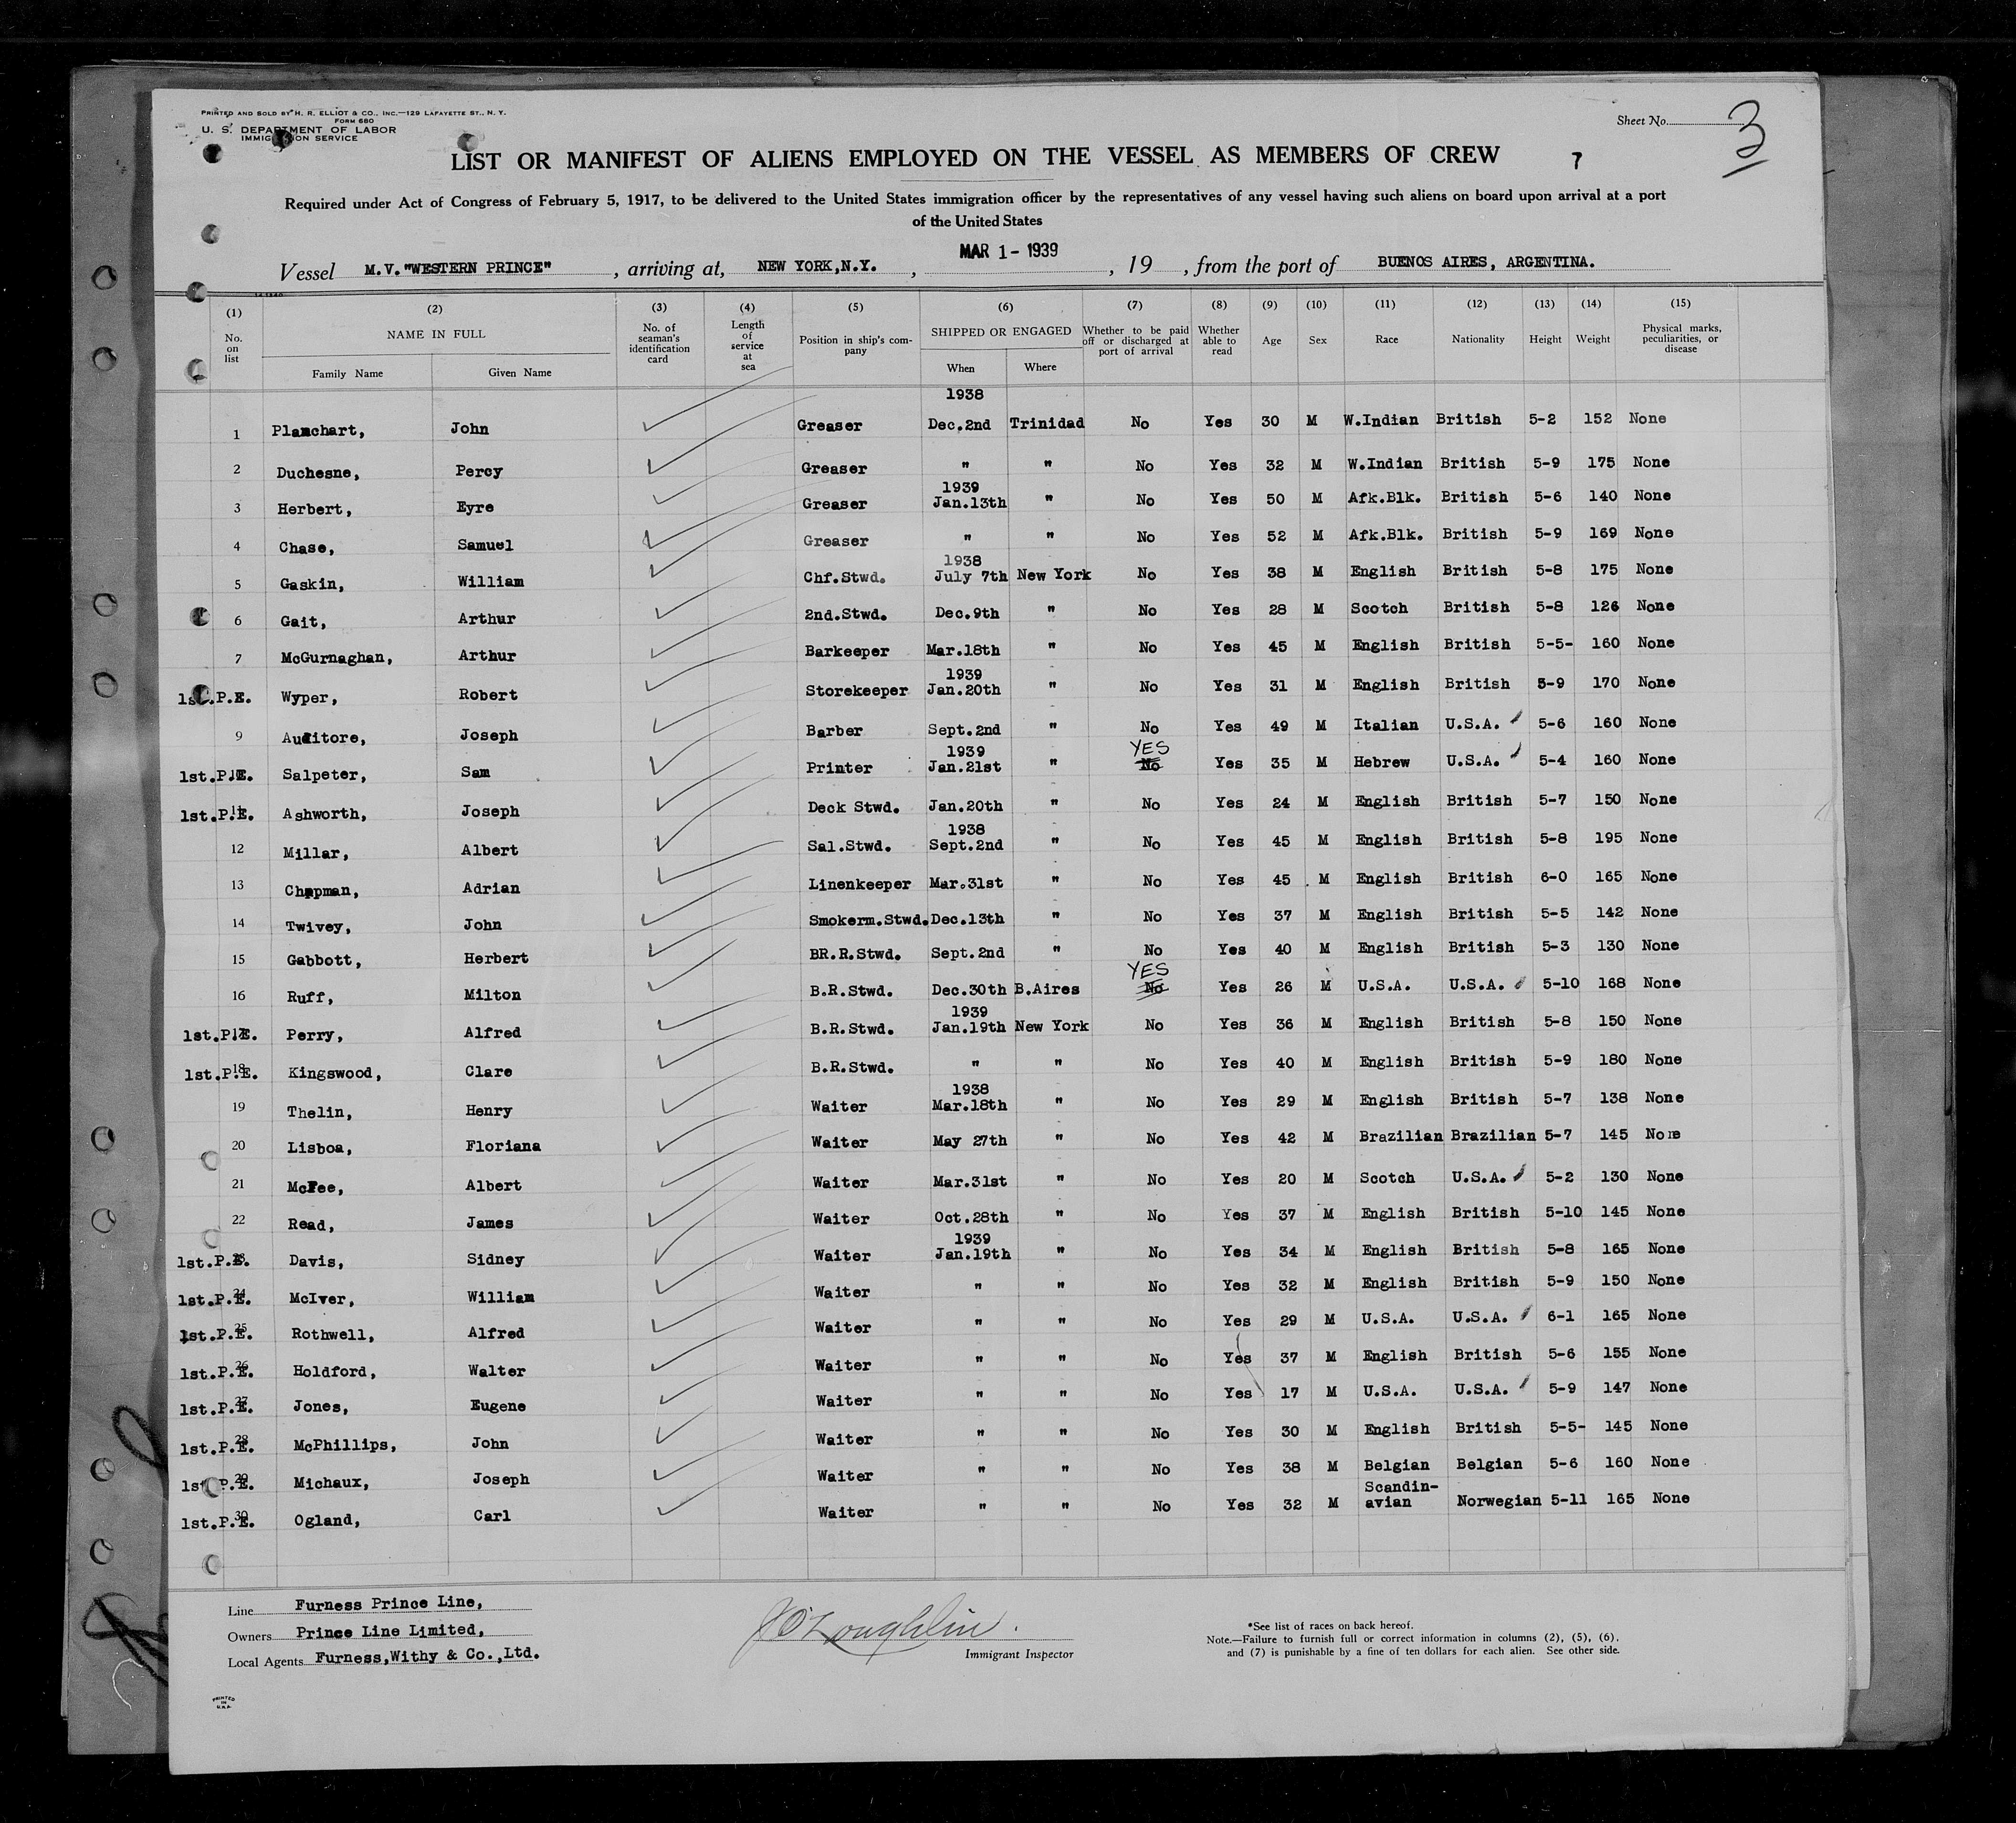 PRINTED AND SOLD BY H. R. ELLIOT & CO., INC.—129 LAFAYETTE ST., N. Y.
FORM 680
U. S. DEPARTMENT OF LABOR
IMMIGRATION SERVICE
Sheet No. 3
LIST OR MANIFEST OF ALIENS EMPLOYED ON THE VESSEL AS MEMBERS OF CREW 7
Required under Act of Congress of February 5, 1917, to be delivered to the United States immigration officer by the representatives of any vessel having such aliens on board upon arrival at a port
of the United States
Vessel M.V."WESTERN PRINCE", arriving at, NEW YORK,N.Y., MAR 1 - 1939, 19 , from the port of BUENOS AIRES, ARGENTINA.
(1) (2) (3) (4) (5) (6) (7) (8) (9) (10) (11) (12) (13) (14) (15)
No. on list NAME IN FULL No. of seaman's identification card Length of service at sea Position in ship's company SHIPPED OR ENGAGED Whether to be paid off or discharged at port of arrival Whether able to read Age Sex Race Nationality Height Weight Physical marks, peculiarities, or disease
Family Name Given Name When Where
1938
1 Planchart, John Greaser Dec.2nd Trinidad No Yes 30 M W.Indian British 5-2 152 None
2 Duchesne, Percy Greaser " " No Yes 32 M W.Indian British 5-9 175 None
1939
3 Herbert, Eyre Greaser Jan.13th " No Yes 50 M Afk.Blk. British 5-6 140 None
4 Chase, Samuel Greaser " " No Yes 52 M Afk.Blk. British 5-9 169 None
1938
5 Gaskin, William Chf.Stwd. July 7th New York No Yes 38 M English British 5-8 175 None
6 Gait, Arthur 2nd.Stwd. Dec.9th " No Yes 28 M Scotch British 5-8 126 None
7 McGurnaghan, Arthur Barkeeper Mar.18th " No Yes 45 M English British 5-5- 160 None
1939
1st.P.E. Wyper, Robert Storekeeper Jan.20th " No Yes 31 M English British 5-9 170 None
9 Auditore, Joseph Barber Sept.2nd " No Yes 49 M Italian U.S.A. 5-6 160 None
1939 YES
1st.P.E. 10 Salpeter, Sam Printer Jan.21st " No Yes 35 M Hebrew U.S.A. 5-4 160 None
1st.P.E. 11 Ashworth, Joseph Deck Stwd. Jan.20th " No Yes 24 M English British 5-7 150 None
1938
12 Millar, Albert Sal.Stwd. Sept.2nd " No Yes 45 M English British 5-8 195 None
13 Chapman, Adrian Linenkeeper Mar.31st " No Yes 45 M English British 6-0 165 None
14 Twivey, John Smokerm.Stwd. Dec.13th " No Yes 37 M English British 5-5 142 None
15 Gabbott, Herbert BR.R.Stwd. Sept.2nd " No Yes 40 M English British 5-3 130 None
YES
16 Ruff, Milton B.R.Stwd. Dec.30th B.Aires No Yes 26 M U.S.A. U.S.A. 5-10 168 None
1939
1st.P.E. 17 Perry, Alfred B.R.Stwd. Jan.19th New York No Yes 36 M English British 5-8 150 None
1st.P.E. 18 Kingswood, Clare B.R.Stwd. " " No Yes 40 M English British 5-9 180 None
1938
19 Thelin, Henry Waiter Mar.18th " No Yes 29 M English British 5-7 138 None
20 Lisboa, Floriana Waiter May 27th " No Yes 42 M Brazilian Brazilian 5-7 145 None
21 McFee, Albert Waiter Mar.31st " No Yes 20 M Scotch U.S.A. 5-2 130 None
22 Read, James Waiter Oct.28th " No Yes 37 M English British 5-10 145 None
1939
1st.P.E. 23 Davis, Sidney Waiter Jan.19th " No Yes 34 M English British 5-8 165 None
1st.P.E. 24 McIver, William Waiter " " No Yes 32 M English British 5-9 150 None
1st.P.E. 25 Rothwell, Alfred Waiter " " No Yes 29 M U.S.A. U.S.A. 6-1 165 None
1st.P.E. 26 Holdford, Walter Waiter " " No Yes 37 M English British 5-6 155 None
1st.P.E. 27 Jones, Eugene Waiter " " No Yes 17 M U.S.A. U.S.A. 5-9 147 None
1st.P.E. 28 McPhillips, John Waiter " " No Yes 30 M English British 5-5- 145 None
1st.P.E. 29 Michaux, Joseph Waiter " " No Yes 38 M Belgian Belgian 5-6 160 None
1st.P.E. 30 Ogland, Carl Waiter " " No Yes 32 M Scandin-avian Norwegian 5-11 165 None
Line Furness Prince Line,
Owners Prince Line Limited,
Local Agents Furness,Withy & Co.,Ltd.
J O'Loughlin.
Immigrant Inspector
*See list of races on back hereof.
Note.—Failure to furnish full or correct information in columns (2), (5), (6),
and (7) is punishable by a fine of ten dollars for each alien. See other side.
PRINTED
IN
U.S.A.